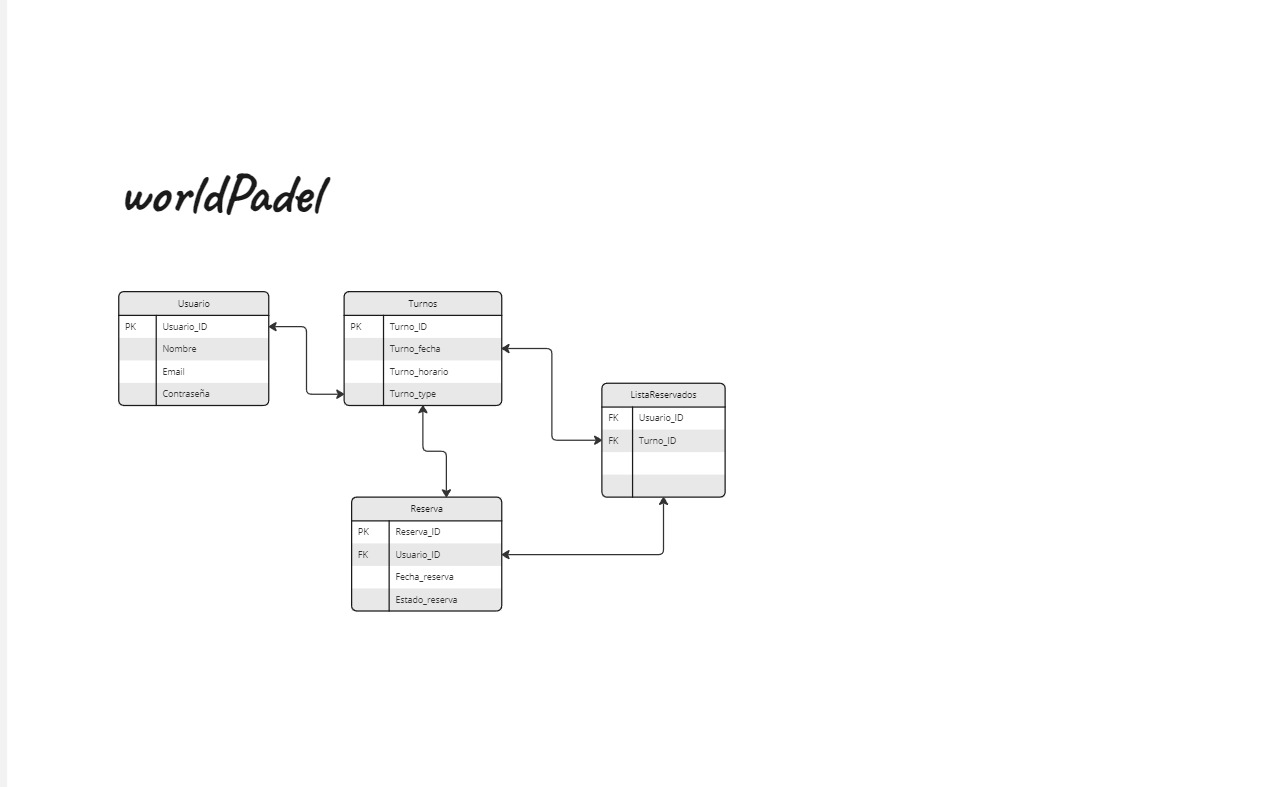 worldPadel
Usuario
PK Usuario_ID
Nombre
Email
Contraseña
Turnos
PK Turno_ID
Turno_fecha
Turno_horario
Turno_type
ListaReservados
FK Usuario_ID
FK Turno_ID
Reserva
PK Reserva_ID
FK Usuario_ID
Fecha_reserva
Estado_reserva